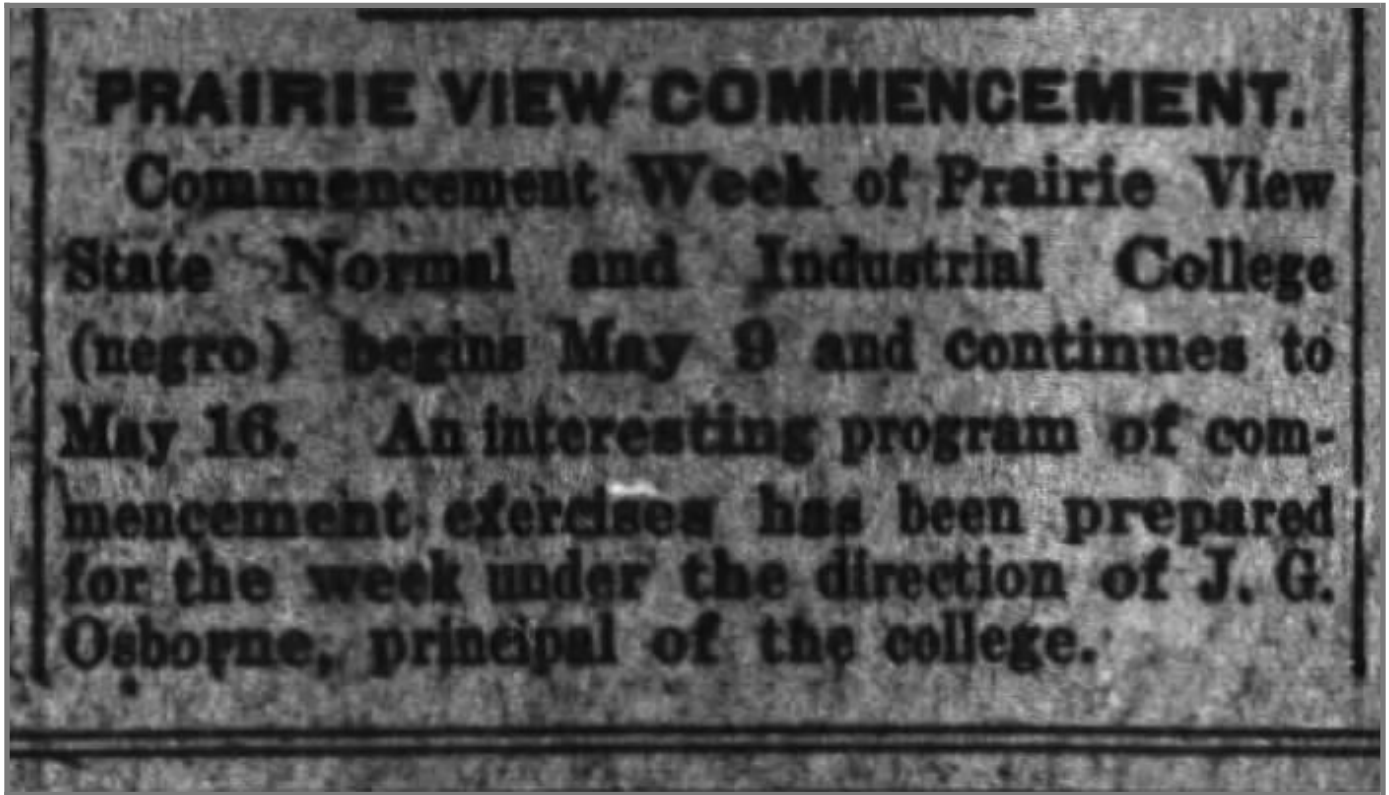 PRAIRIE VIEW COMMENCEMENT.
Commencement Week of Prairie View
State Normal and Industrial College
(negro) begins May 9 and continues to
May 16. An interesting program of com-
mencement exercises has been prepared
for the week under the direction of J. G.
Osborne, principal of the college.